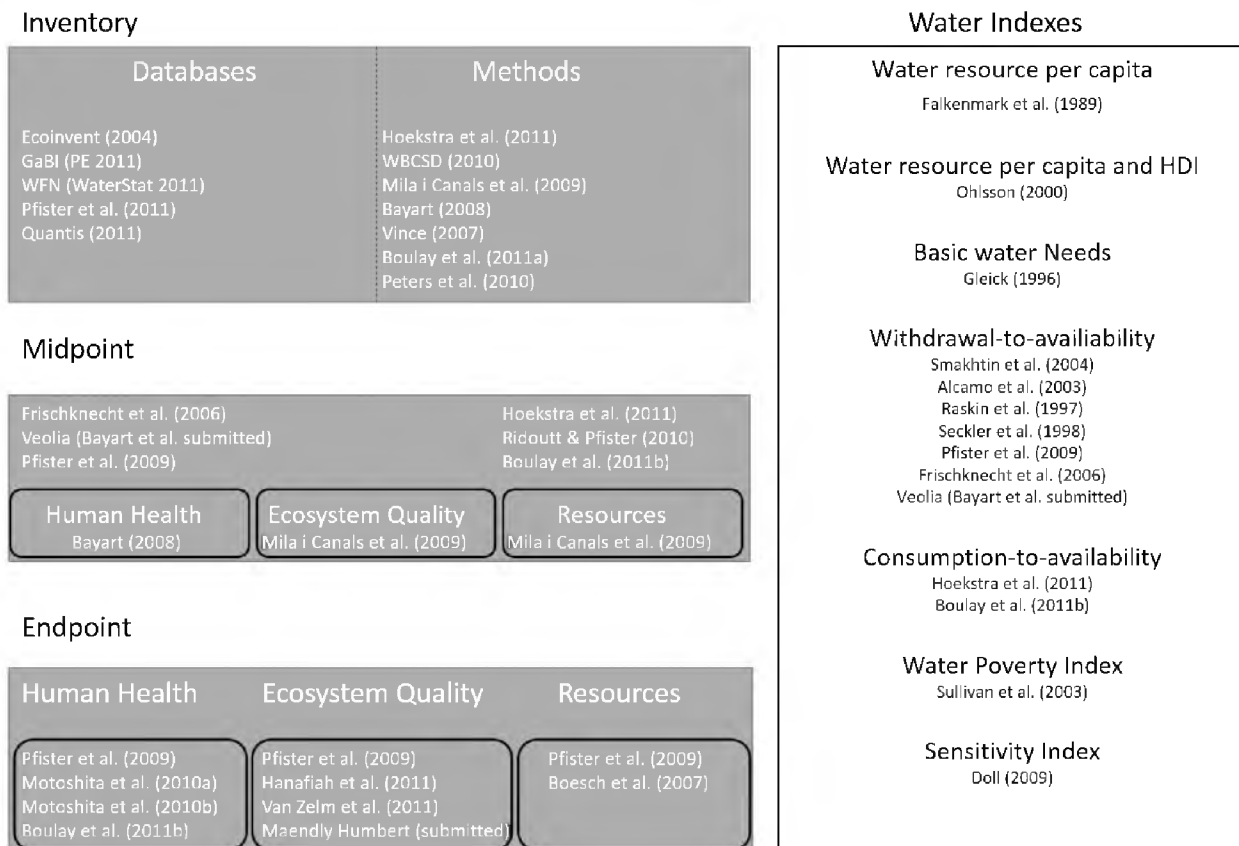 Inventory
Databases
Ecoinvent (2004)
GaBI (PE 2011)
WFN (WaterStat 2011)
Pfister et al. (2011)
Quantis (2011)
Methods
Hoekstra et al. (2011)
WBCSD (2010)
Mila i Canals et al. (2009)
Bayart (2008)
Vince (2007)
Boulay et al. (2011a)
Peters et al. (2010)
Midpoint
Frischknecht et al. (2006)
Veolia (Bayart et al. submitted)
Pfister et al. (2009)
Hoekstra et al. (2011)
Ridoutt & Pfister (2010)
Boulay et al. (2011b)
Human Health
Bayart (2008)
Ecosystem Quality
Mila i Canals et al. (2009)
Resources
Mila i Canals et al. (2009)
Endpoint
Human Health
Pfister et al. (2009)
Motoshita et al. (2010a)
Motoshita et al. (2010b)
Boulay et al. (2011b)
Ecosystem Quality
Pfister et al. (2009)
Hanafiah et al. (2011)
Van Zelm et al. (2011)
Maendly Humbert (submitted)
Resources
Pfister et al. (2009)
Boesch et al. (2007)
Water Indexes
Water resource per capita
Falkenmark et al. (1989)
Water resource per capita and HDI
Ohlsson (2000)
Basic water Needs
Gleick (1996)
Withdrawal-to-availiability
Smakhtin et al. (2004)
Alcamo et al. (2003)
Raskin et al. (1997)
Seckler et al. (1998)
Pfister et al. (2009)
Frischknecht et al. (2006)
Veolia (Bayart et al. submitted)
Consumption-to-availability
Hoekstra et al. (2011)
Boulay et al. (2011b)
Water Poverty Index
Sullivan et al. (2003)
Sensitivity Index
Doll (2009)